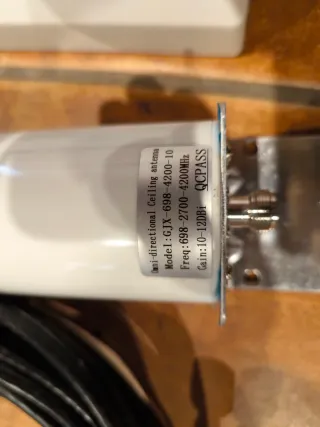 Omni-directional Ceiling antenna
Model:GJX-698-4200-10
Freq:698-2700-4200Mhz
Gain:10-12DBi QCPASS